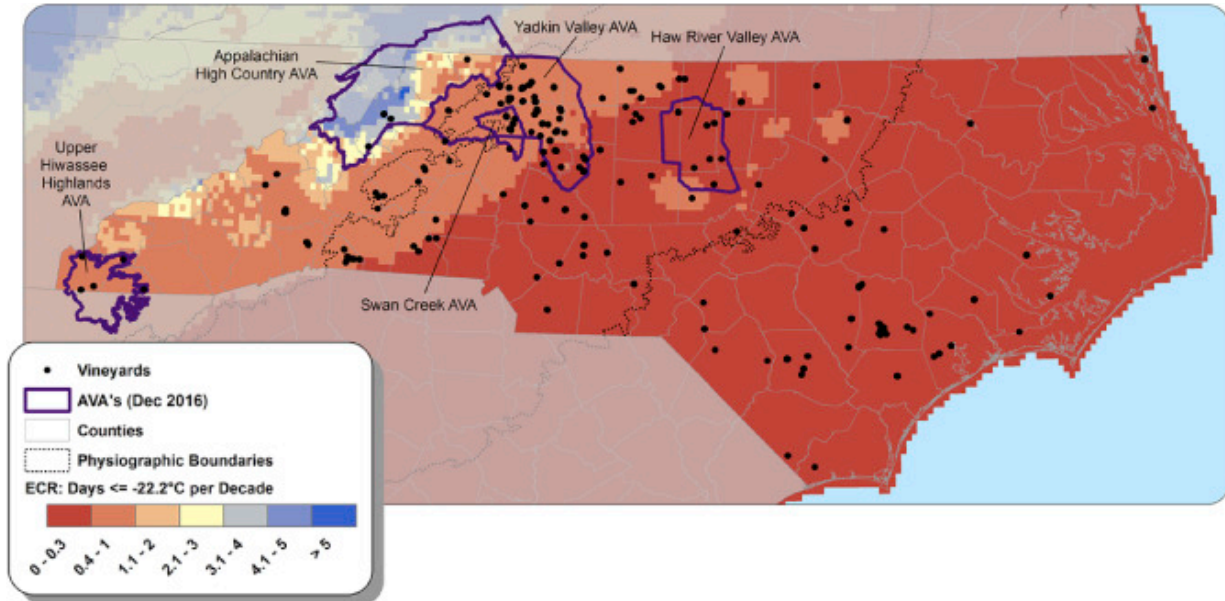 Yadkin Valley AVA
Haw River Valley AVA
Appalachian
High Country AVA
Upper
Hiwassee
Highlands
AVA
Swan Creek AVA
Vineyards
AVA's (Dec 2016)
Counties
Physiographic Boundaries
ECR: Days <= -22.2°C per Decade
0 - 0.3
0.4 - 1
1.1 - 2
2.1 - 3
3.1 - 4
4.1 - 5
> 5